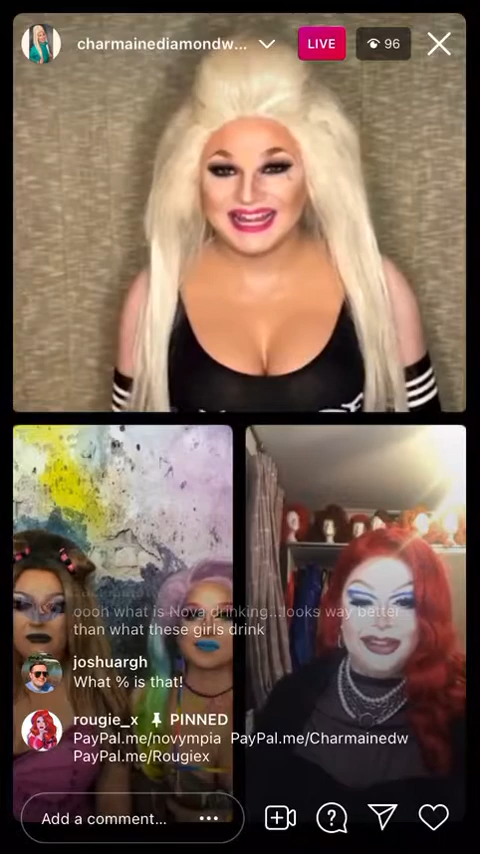 charmainediamondw...
LIVE
96
oooh what is Nova drinking...looks way better
than what these girls drink
joshuargh
What % is that!
rougie_x PINNED
PayPal.me/novympia PayPal.me/Charmainedw
PayPal.me/Rougiex
Add a comment...